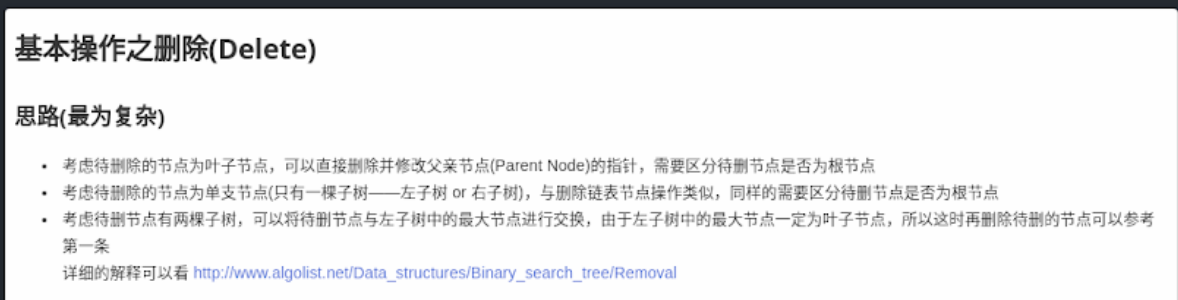 基本操作之删除(Delete)
思路(最为复杂)
• 考虑待删除的节点为叶子节点，可以直接删除并修改父亲节点(Parent Node)的指针，需要区分待删节点是否为根节点
• 考虑待删除的节点为单支节点(只有一棵子树——左子树 or 右子树)，与删除链表节点操作类似，同样的需要区分待删节点是否为根节点
• 考虑待删节点有两棵子树，可以将待删节点与左子树中的最大节点进行交换，由于左子树中的最大节点一定为叶子节点，所以这时再删除待删的节点可以参考
第一条
详细的解释可以看 http://www.algolist.net/Data_structures/Binary_search_tree/Removal